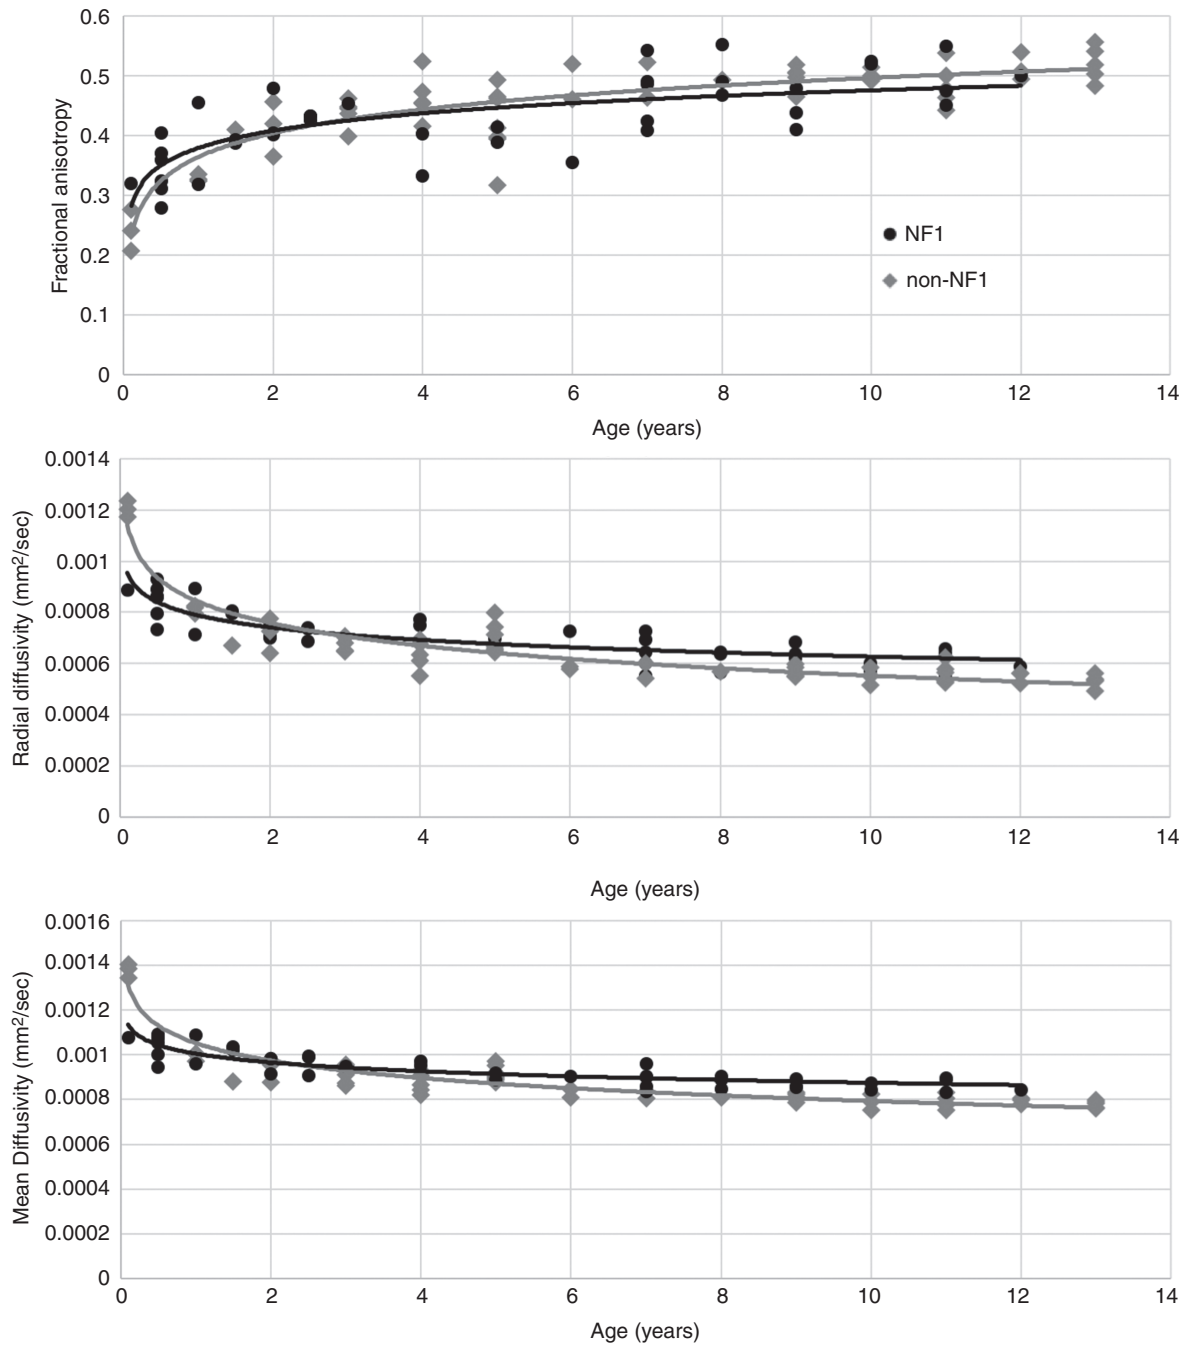 0.6
0.5
0.4
0.3
0.2
0.1
0
Fractional anisotropy
NF1
non-NF1
0 2 4 6 8 10 12 14
Age (years)
0.0014
0.0012
0.001
0.0008
0.0006
0.0004
0.0002
0
Radial diffusivity (mm²/sec)
0 2 4 6 8 10 12 14
Age (years)
0.0016
0.0014
0.0012
0.001
0.0008
0.0006
0.0004
0.0002
0
Mean Diffusivity (mm²/sec)
0 2 4 6 8 10 12 14
Age (years)